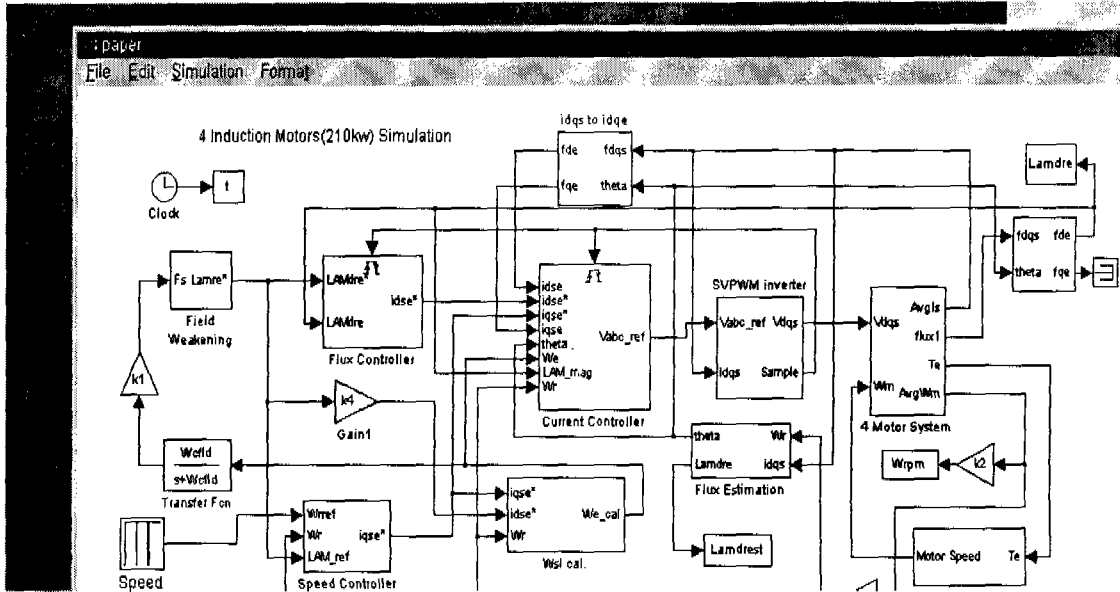 paper
File Edit Simulation Format
4 Induction Motors(210kw) Simulation
idqs to idqe
fde fdqs
fqe theta
Lamdre
t
Clock
fdqs fde
theta fqe
Fs Lamre*
Field
Weakening
LAMdre*
idse*
LAMdre
Flux Controller
idse
idse*
iqse*
iqse
theta
We
LAM_mag
Wr
Vabc_ref
Current Controller
SVPWM inverter
Vabc_ref Vdqs
idqs Sample
Vdqs
Wm
AvgIs
flux1
Te
AvgWm
4 Motor System
k1
k4
Gain1
theta Wr
Lamdre idqs
Flux Estimation
Wrpm
k2
Wcfld
s+Wcfld
Transfer Fcn
Wrref
Wr iqse*
LAM_ref
Speed Controller
iqse*
idse* We_cal
Wr
Wsl cal.
Lamdrest
Motor Speed Te
Speed